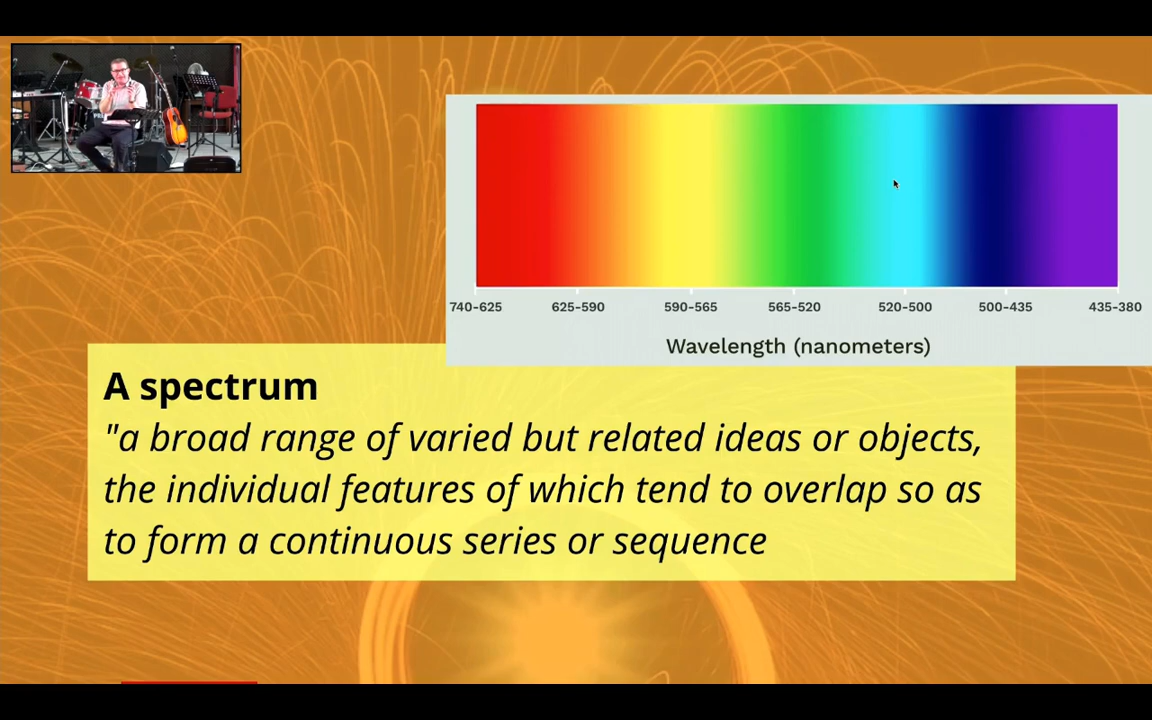 740-625 625-590 590-565 565-520 520-500 500-435 435-380
Wavelength (nanometers)
A spectrum
"a broad range of varied but related ideas or objects,
the individual features of which tend to overlap so as
to form a continuous series or sequence